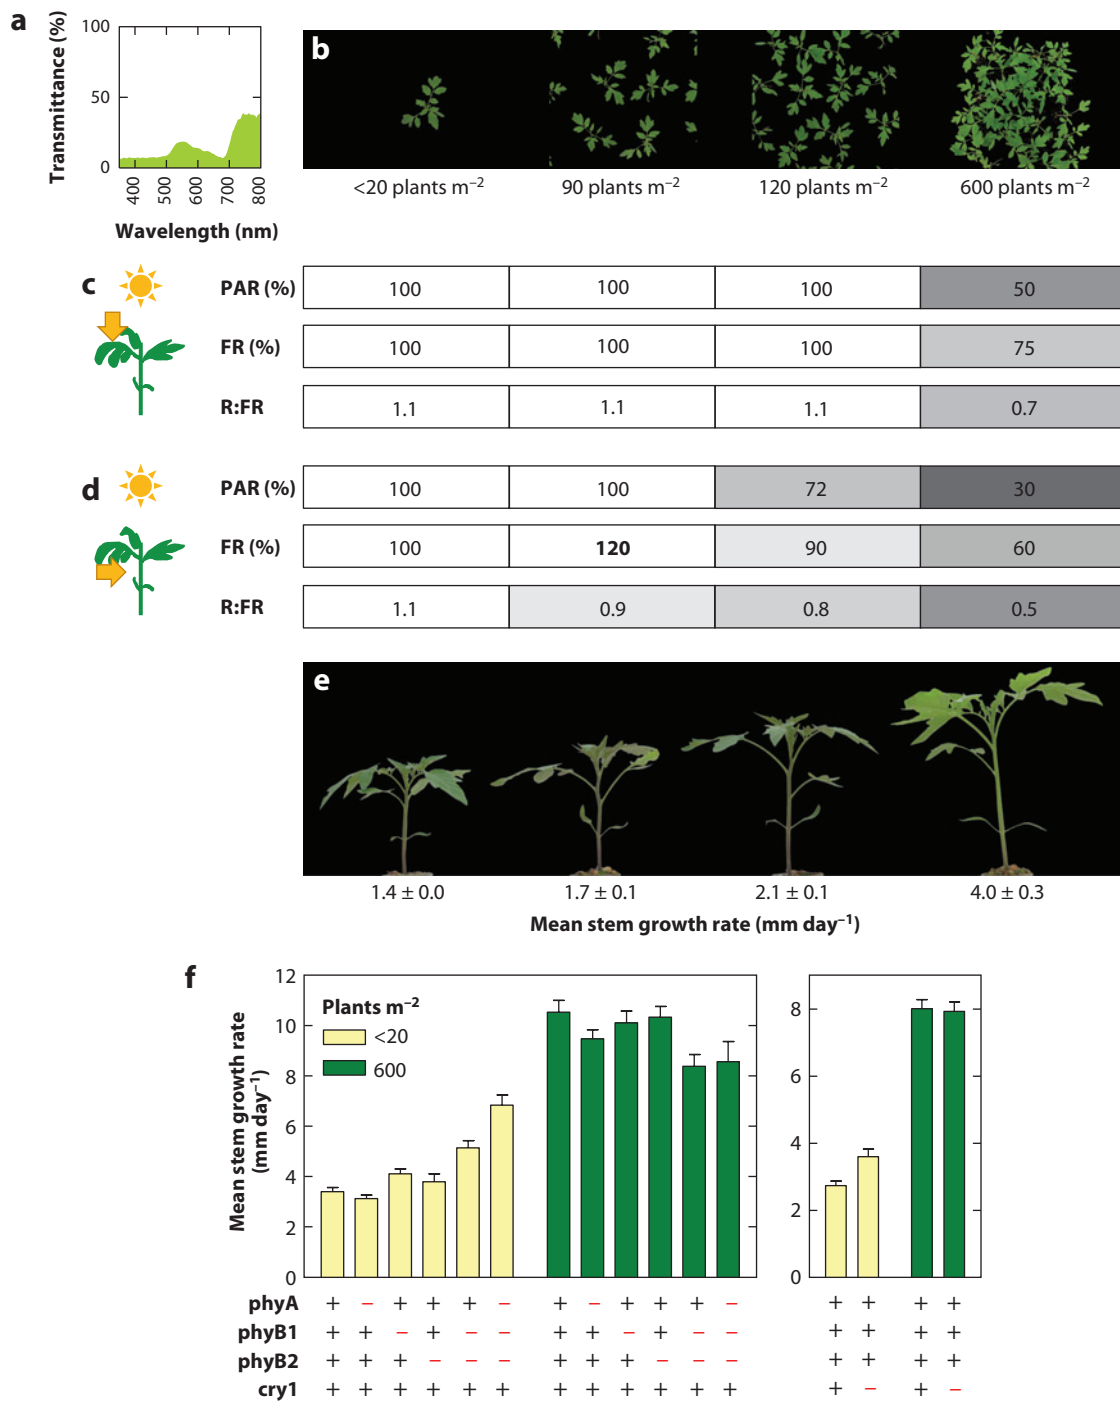 a
Transmittance (%)
100
50
0
400
500
600
700
800
Wavelength (nm)
b
<20 plants m⁻²
90 plants m⁻²
120 plants m⁻²
600 plants m⁻²
c
PAR (%)
100
100
100
50
FR (%)
100
100
100
75
R:FR
1.1
1.1
1.1
0.7
d
PAR (%)
100
100
72
30
FR (%)
100
120
90
60
R:FR
1.1
0.9
0.8
0.5
e
1.4 ± 0.0
1.7 ± 0.1
2.1 ± 0.1
4.0 ± 0.3
Mean stem growth rate (mm day⁻¹)
f
Mean stem growth rate
(mm day⁻¹)
12
10
8
6
4
2
0
Plants m⁻²
<20
600
8
6
4
2
0
phyA + – + + + – + – + + + – + + + +
phyB1 + + – + – – + + – + – – + + + +
phyB2 + + + – – – + + + – – – + + + +
cry1 + + + + + + + + + + + + + – + –